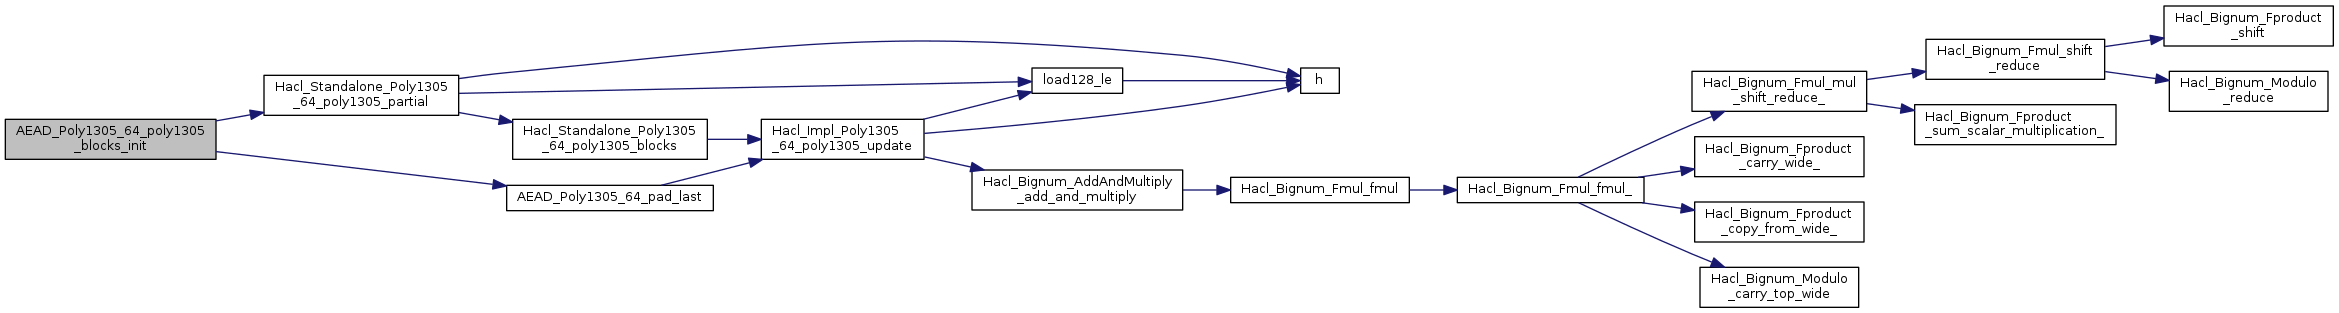 AEAD_Poly1305_64_poly1305
_blocks_init
Hacl_Standalone_Poly1305
_64_poly1305_partial
AEAD_Poly1305_64_pad_last
Hacl_Standalone_Poly1305
_64_poly1305_blocks
Hacl_Impl_Poly1305
_64_poly1305_update
load128_le
h
Hacl_Bignum_AddAndMultiply
_add_and_multiply
Hacl_Bignum_Fmul_fmul
Hacl_Bignum_Fmul_fmul_
Hacl_Bignum_Fmul_mul
_shift_reduce_
Hacl_Bignum_Fproduct
_carry_wide_
Hacl_Bignum_Fproduct
_copy_from_wide_
Hacl_Bignum_Modulo
_carry_top_wide
Hacl_Bignum_Fmul_shift
_reduce
Hacl_Bignum_Fproduct
_sum_scalar_multiplication_
Hacl_Bignum_Fproduct
_shift
Hacl_Bignum_Modulo
_reduce